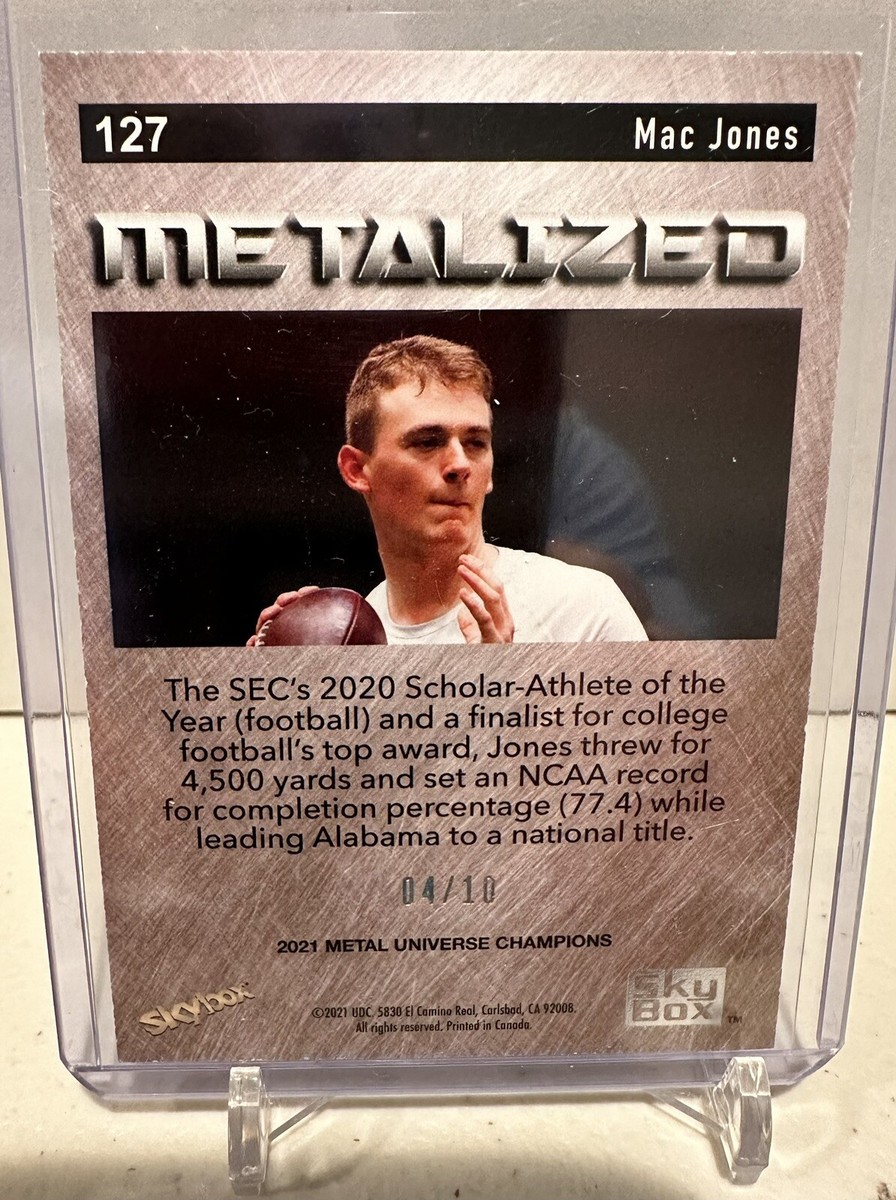 127 Mac Jones
METALIZED
The SEC's 2020 Scholar-Athlete of the
Year (football) and a finalist for college
football's top award, Jones threw for
4,500 yards and set an NCAA record
for completion percentage (77.4) while
leading Alabama to a national title.
04/10
2021 METAL UNIVERSE CHAMPIONS
skybox
©2021 UDC, 5830 El Camino Real, Carlsbad, CA 92008.
All rights reserved. Printed in Canada.
Sky
Box TM